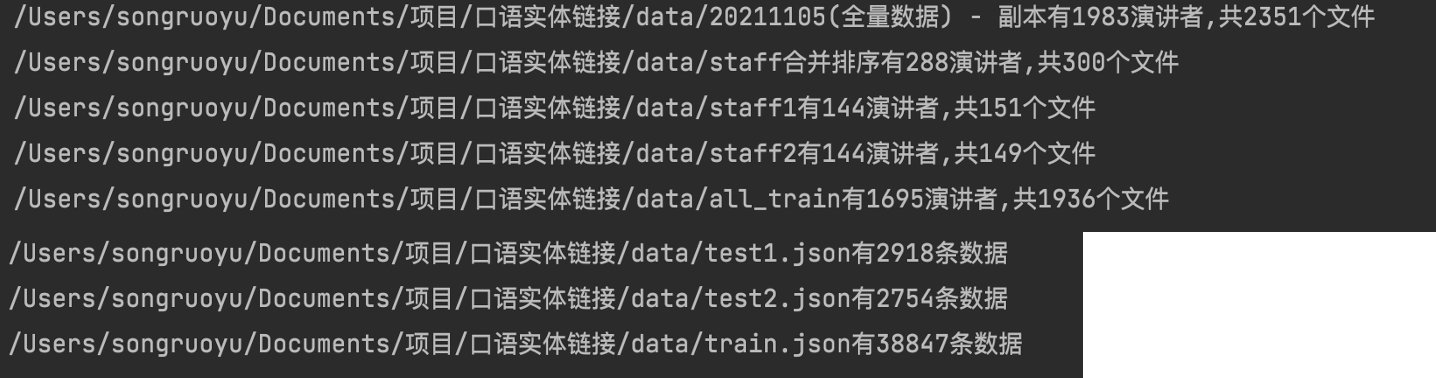 /Users/songruoyu/Documents/项目/口语实体链接/data/20211105(全量数据) - 副本有1983演讲者,共2351个文件
/Users/songruoyu/Documents/项目/口语实体链接/data/staff合并排序有288演讲者,共300个文件
/Users/songruoyu/Documents/项目/口语实体链接/data/staff1有144演讲者,共151个文件
/Users/songruoyu/Documents/项目/口语实体链接/data/staff2有144演讲者,共149个文件
/Users/songruoyu/Documents/项目/口语实体链接/data/all_train有1695演讲者,共1936个文件
/Users/songruoyu/Documents/项目/口语实体链接/data/test1.json有2918条数据
/Users/songruoyu/Documents/项目/口语实体链接/data/test2.json有2754条数据
/Users/songruoyu/Documents/项目/口语实体链接/data/train.json有38847条数据